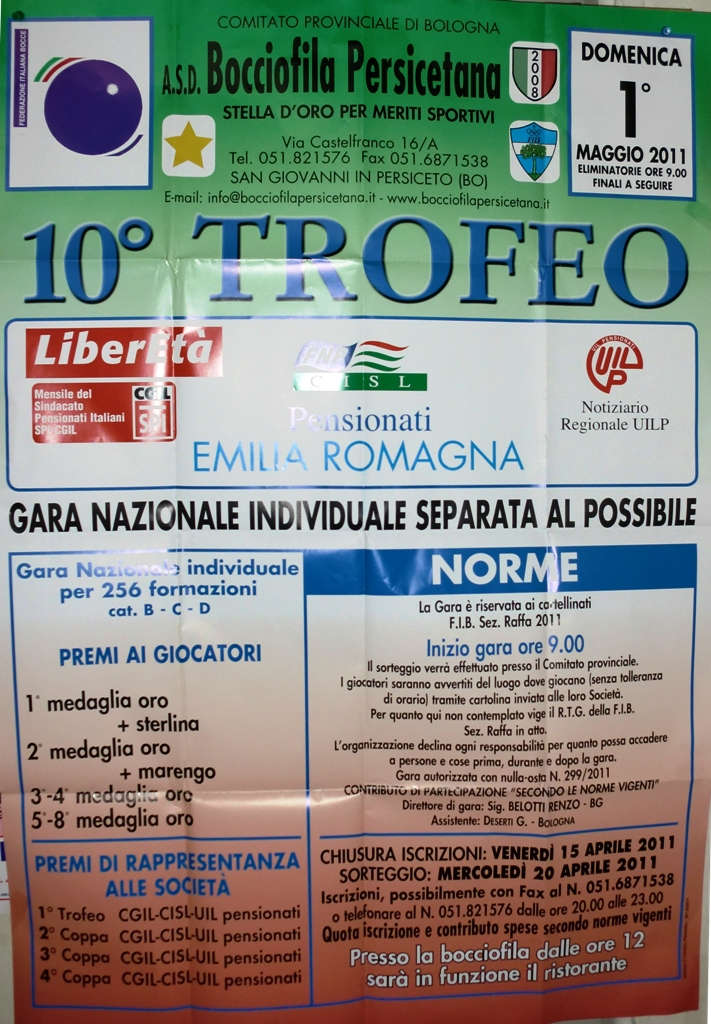 FEDERAZIONE ITALIANA BOCCE
COMITATO PROVINCIALE DI BOLOGNA
A.S.D. Bocciofila Persicetana
STELLA D'ORO PER MERITI SPORTIVI
Via Castelfranco 16/A
Tel. 051.821576 Fax 051.6871538
SAN GIOVANNI IN PERSICETO (BO)
E-mail: info@bocciofilapersicetana.it - www.bocciofilapersicetana.it
2008
DOMENICA
1°
MAGGIO 2011
ELIMINATORIE ORE 9.00
FINALI A SEGUIRE
10° TROFEO
LiberEtà
Mensile del
Sindacato
Pensionati Italiani
SPI-CGIL
CGIL
SPI
FNP
CISL
Pensionati
EMILIA ROMAGNA
UIL PENSIONATI
UIL
P
Notiziario
Regionale UILP
GARA NAZIONALE INDIVIDUALE SEPARATA AL POSSIBILE
Gara Nazionale individuale
per 256 formazioni
cat. B - C - D
PREMI AI GIOCATORI
1° medaglia oro
+ sterlina
2° medaglia oro
+ marengo
3°-4° medaglia oro
5°-8° medaglia oro
PREMI DI RAPPRESENTANZA
ALLE SOCIETÀ
1° Trofeo CGIL-CISL-UIL pensionati
2° Coppa CGIL-CISL-UIL pensionati
3° Coppa CGIL-CISL-UIL pensionati
4° Coppa CGIL-CISL-UIL pensionati
NORME
La Gara è riservata ai cartellinati
F.I.B. Sez. Raffa 2011
Inizio gara ore 9.00
Il sorteggio verrà effettuato presso il Comitato provinciale.
I giocatori saranno avvertiti del luogo dove giocano (senza tolleranza
di orario) tramite cartolina inviata alle loro Società.
Per quanto qui non contemplato vige il R.T.G. della F.I.B.
Sez. Raffa in atto.
L'organizzazione declina ogni responsabilità per quanto possa accadere
a persone e cose prima, durante e dopo la gara.
Gara autorizzata con nulla-osta N. 299/2011
CONTRIBUTO DI PARTECIPAZIONE "SECONDO LE NORME VIGENTI"
Direttore di gara: Sig. BELOTTI RENZO - BG
Assistente: DESERTI G. - BOLOGNA
CHIUSURA ISCRIZIONI: VENERDÌ 15 APRILE 2011
SORTEGGIO: MERCOLEDÌ 20 APRILE 2011
Iscrizioni, possibilmente con Fax al N. 051.6871538
o telefonare al N. 051.821576 dalle ore 20.00 alle 23.00
Quota iscrizione e contributo spese secondo norme vigenti
Presso la bocciofila dalle ore 12
sarà in funzione il ristorante